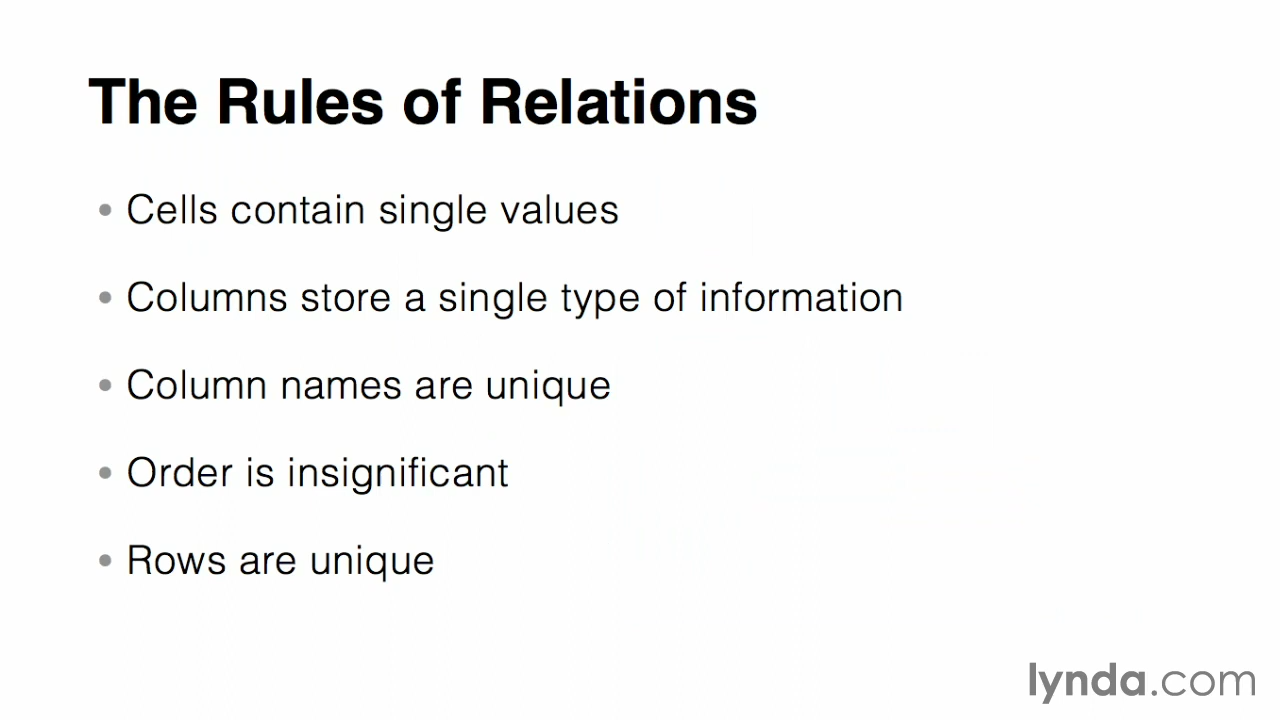 The Rules of Relations
• Cells contain single values
• Columns store a single type of information
• Column names are unique
• Order is insignificant
• Rows are unique
lynda.com